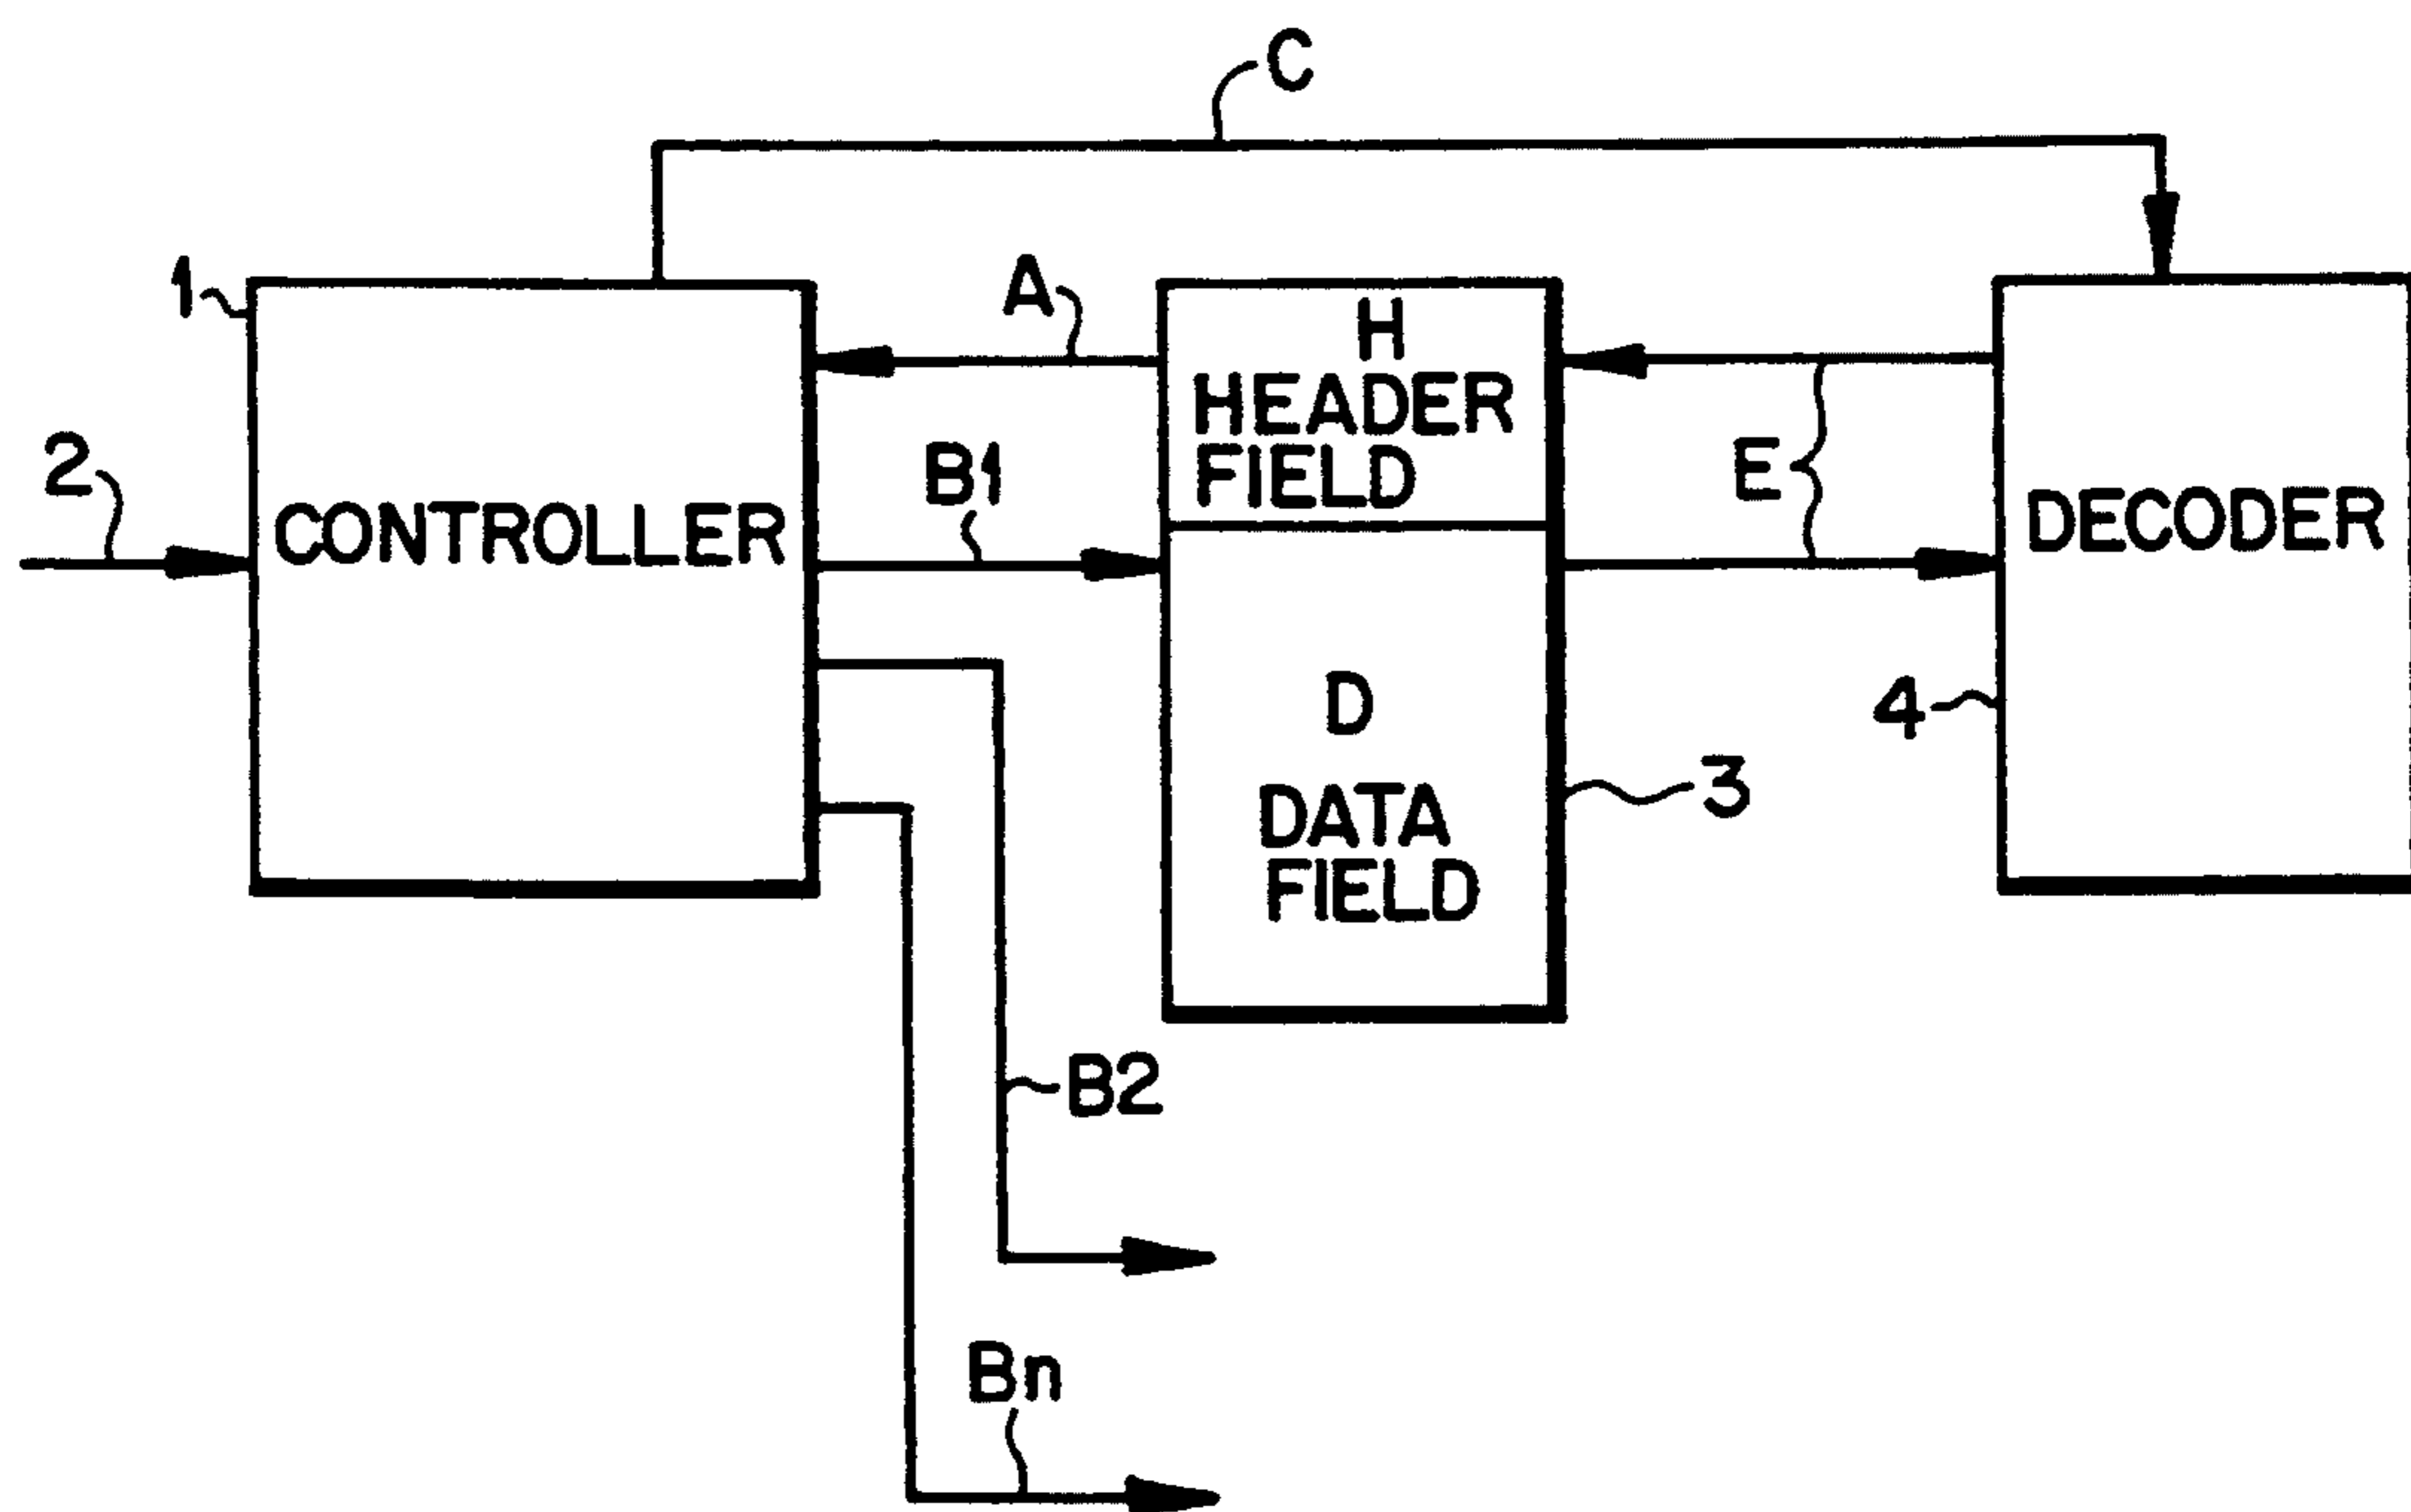 C
1
A
H
HEADER
FIELD
2
B1
E
CONTROLLER
DECODER
D
4
3
DATA
FIELD
B2
Bn